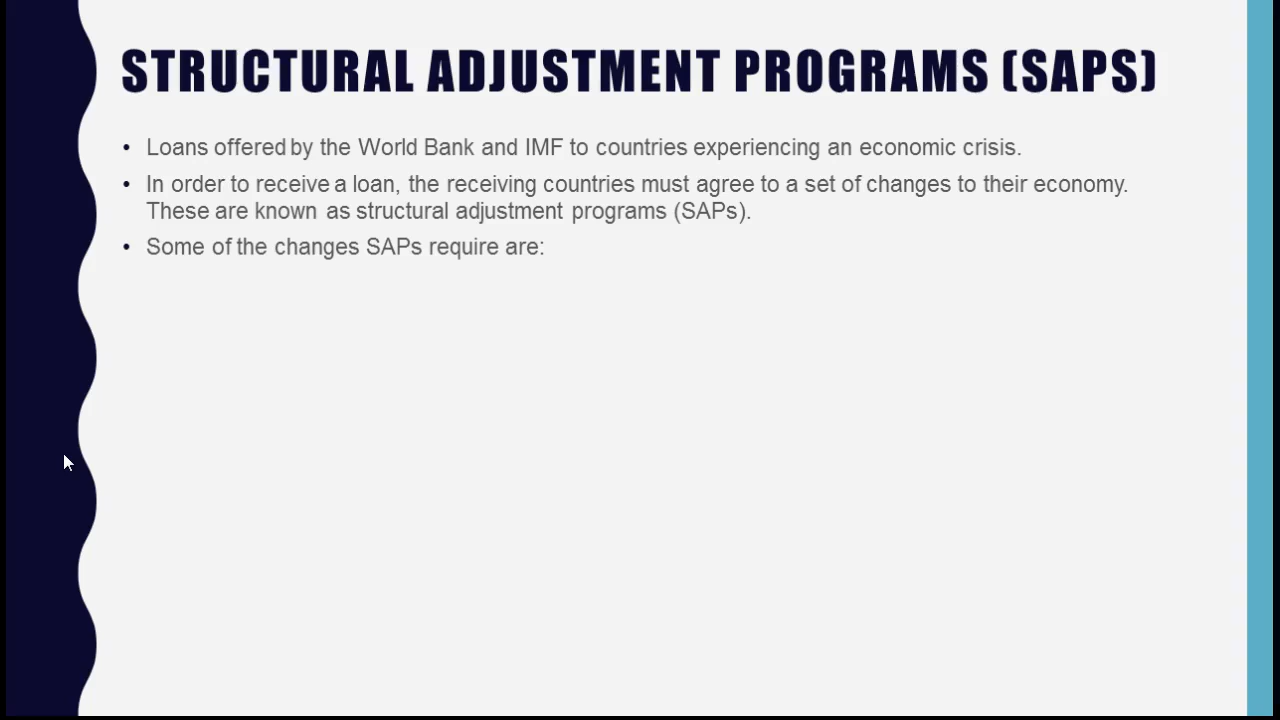 STRUCTURAL ADJUSTMENT PROGRAMS (SAPS)
• Loans offered by the World Bank and IMF to countries experiencing an economic crisis.
• In order to receive a loan, the receiving countries must agree to a set of changes to their economy.
These are known as structural adjustment programs (SAPs).
• Some of the changes SAPs require are: